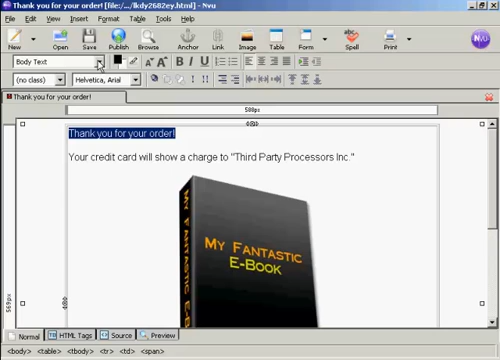 Thank you for your order! [file:/.../lkdy2682ey.html] - Nvu
File Edit View Insert Format Table Tools Help
New Open Save Publish Browse Anchor Link Image Table Form Spell Print
Body Text
(no class) Helvetica, Arial
Thank you for your order!
588px
Thank you for your order!
Your credit card will show a charge to "Third Party Processors Inc."
MY FANTASTIC
E-BOOK
MY FANTASTIC E-B
569px
Normal HTML Tags Source Preview
<body> <table> <tbody> <tr> <td> <span>